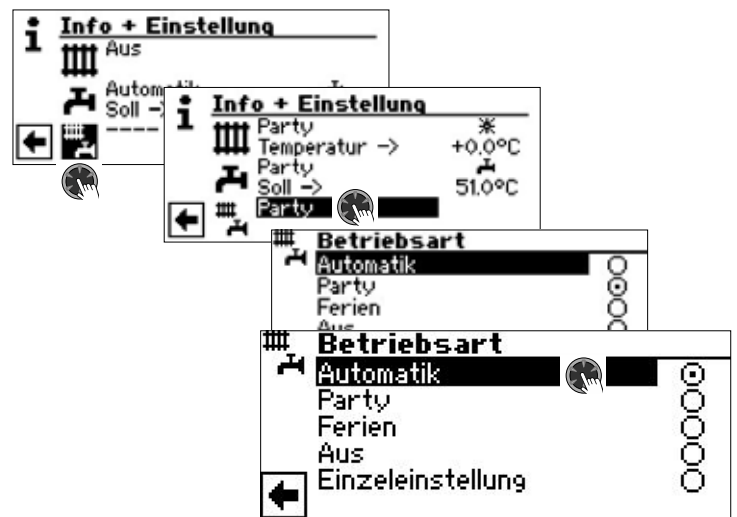 i Info + Einstellung
Aus
Automatik
Soll ->
----
i Info + Einstellung
Party
Temperatur -> +0.0°C
Party
Soll -> 51.0°C
Party
Betriebsart
Automatik
Party
Ferien
Aus
Betriebsart
Automatik
Party
Ferien
Aus
Einzeleinstellung